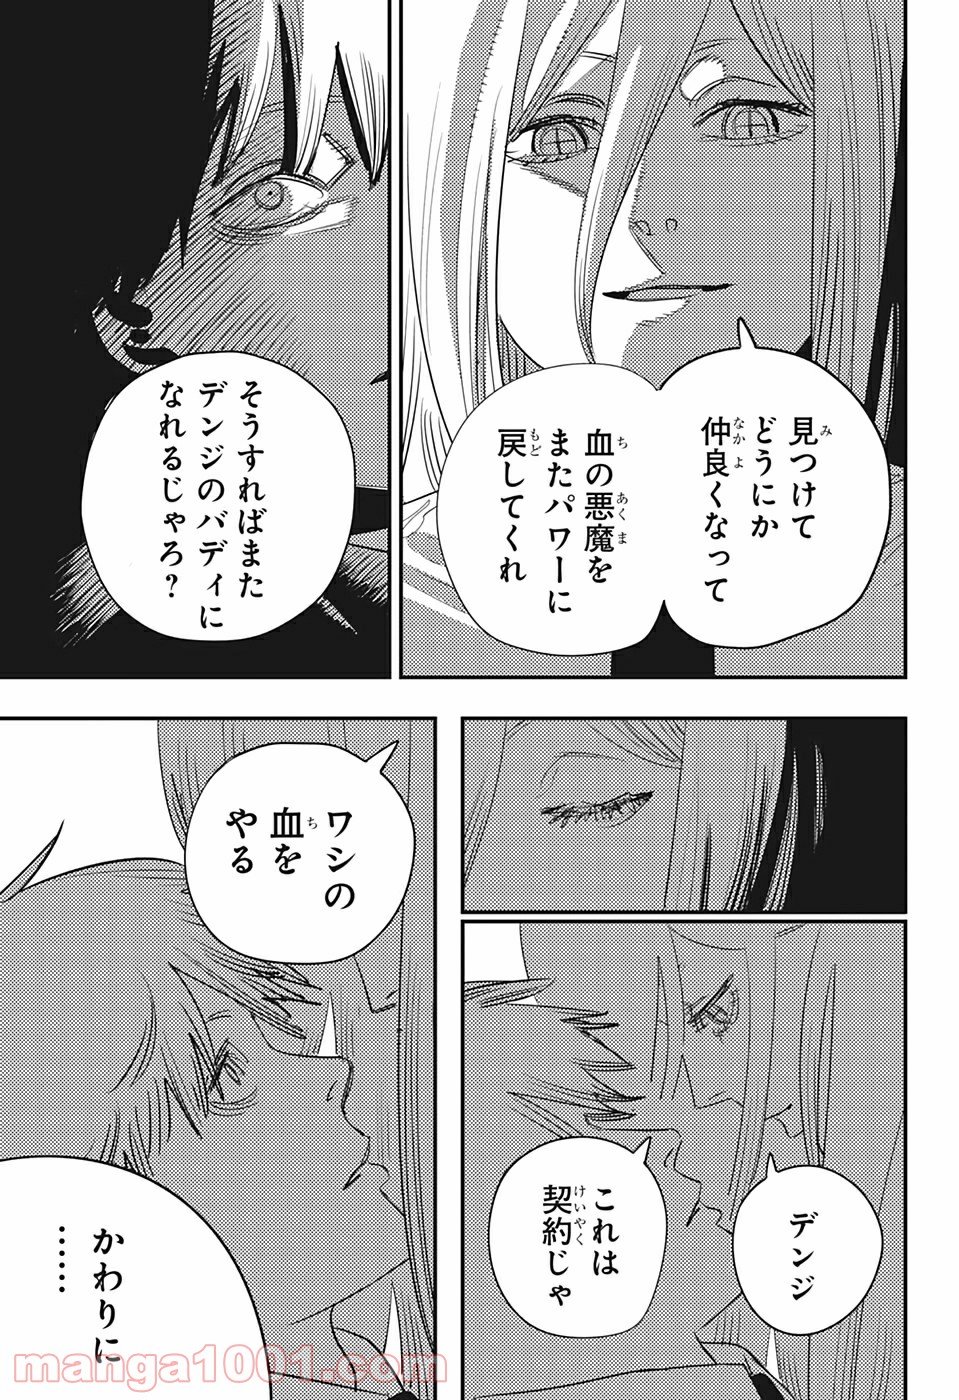 見つけて
どうにか
仲良くなって
血の悪魔を
またパワーに
戻してくれ
そうすればまた
デンジのバディに
なれるじゃろ?
デンジ
これは
契約じゃ
ワシの
血を
やる
かわりに
……
manga1001.com